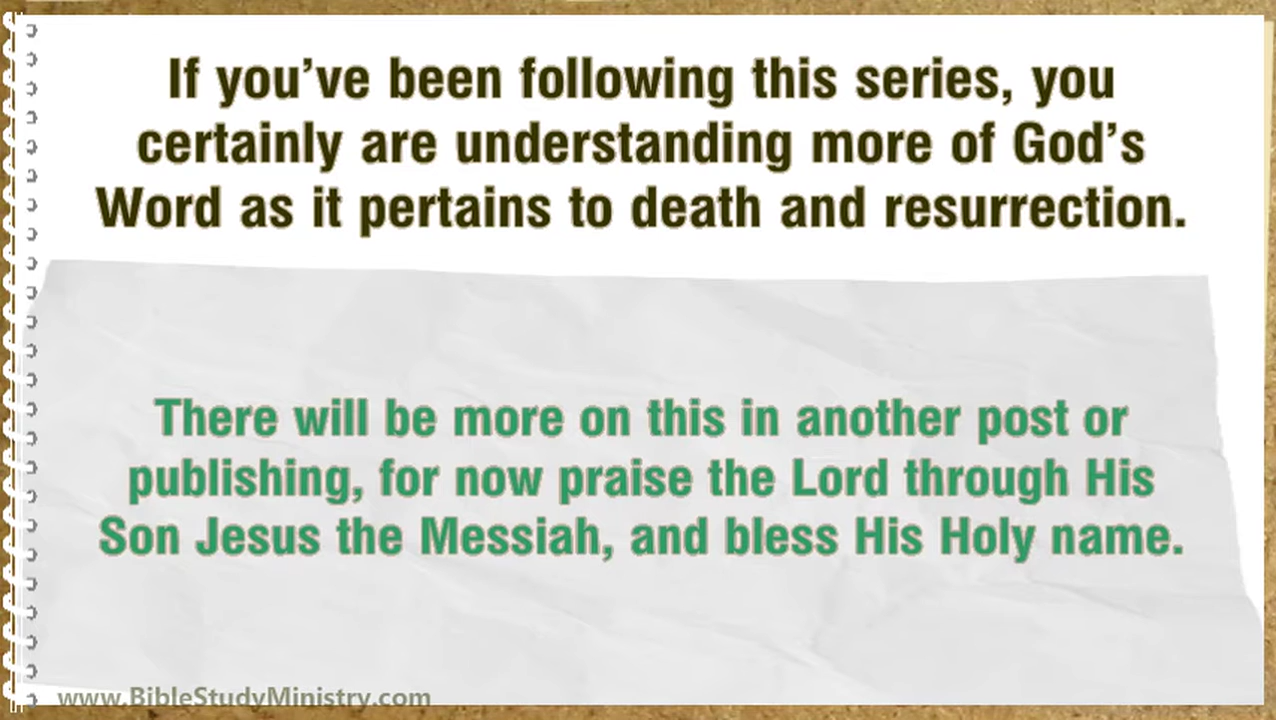 If you’ve been following this series, you
certainly are understanding more of God’s
Word as it pertains to death and resurrection.
There will be more on this in another post or
publishing, for now praise the Lord through His
Son Jesus the Messiah, and bless His Holy name.
www.BibleStudyMinistry.com